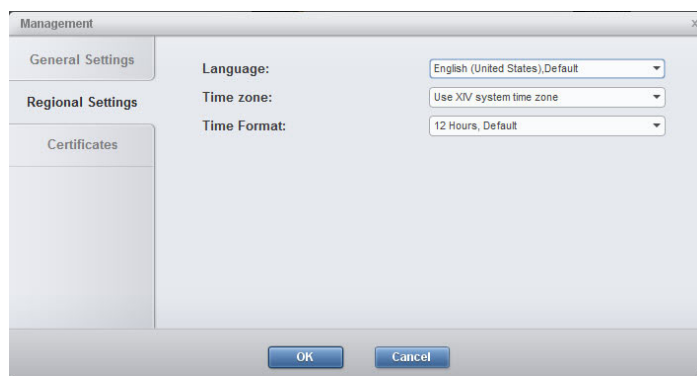 Management
x
General Settings
Regional Settings
Certificates
Language: English (United States),Default
Time zone: Use XIV system time zone
Time Format: 12 Hours, Default
OK Cancel